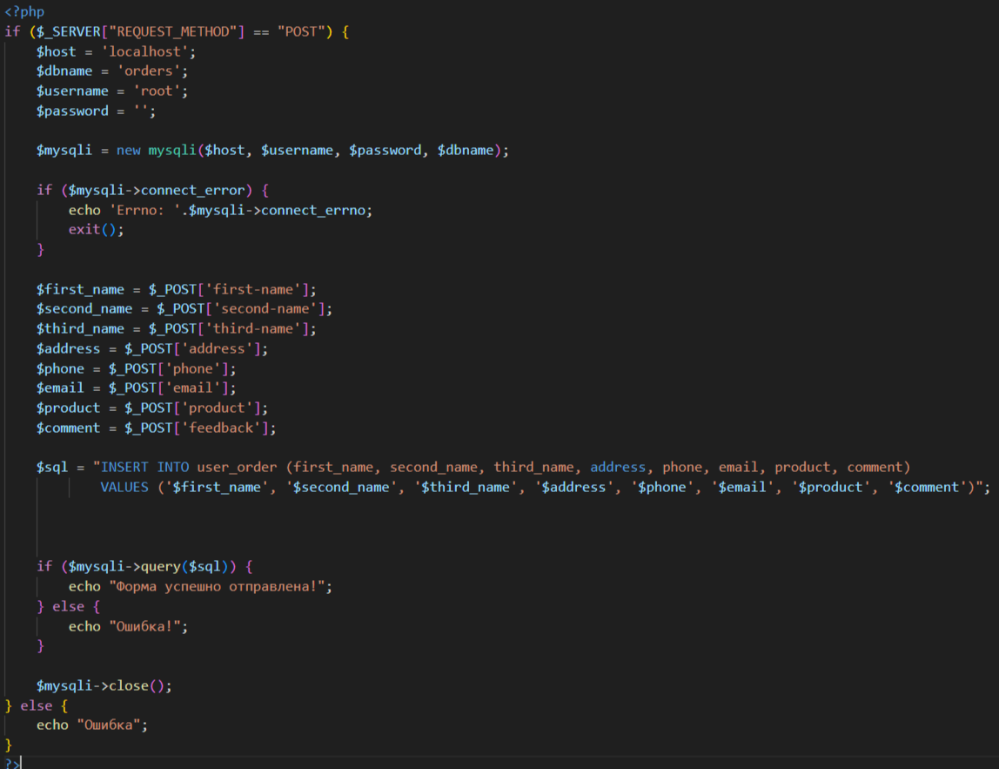 <?php
if ($_SERVER["REQUEST_METHOD"] == "POST") {
    $host = 'localhost';
    $dbname = 'orders';
    $username = 'root';
    $password = '';

    $mysqli = new mysqli($host, $username, $password, $dbname);

    if ($mysqli->connect_error) {
        echo 'Errno: '.$mysqli->connect_errno;
        exit();
    }

    $first_name = $_POST['first-name'];
    $second_name = $_POST['second-name'];
    $third_name = $_POST['third-name'];
    $address = $_POST['address'];
    $phone = $_POST['phone'];
    $email = $_POST['email'];
    $product = $_POST['product'];
    $comment = $_POST['feedback'];

    $sql = "INSERT INTO user_order (first_name, second_name, third_name, address, phone, email, product, comment)
            VALUES ('$first_name', '$second_name', '$third_name', '$address', '$phone', '$email', '$product', '$comment')";

    if ($mysqli->query($sql)) {
        echo "Форма успешно отправлена!";
    } else {
        echo "Ошибка!";
    }

    $mysqli->close();
} else {
    echo "Ошибка";
}
?>